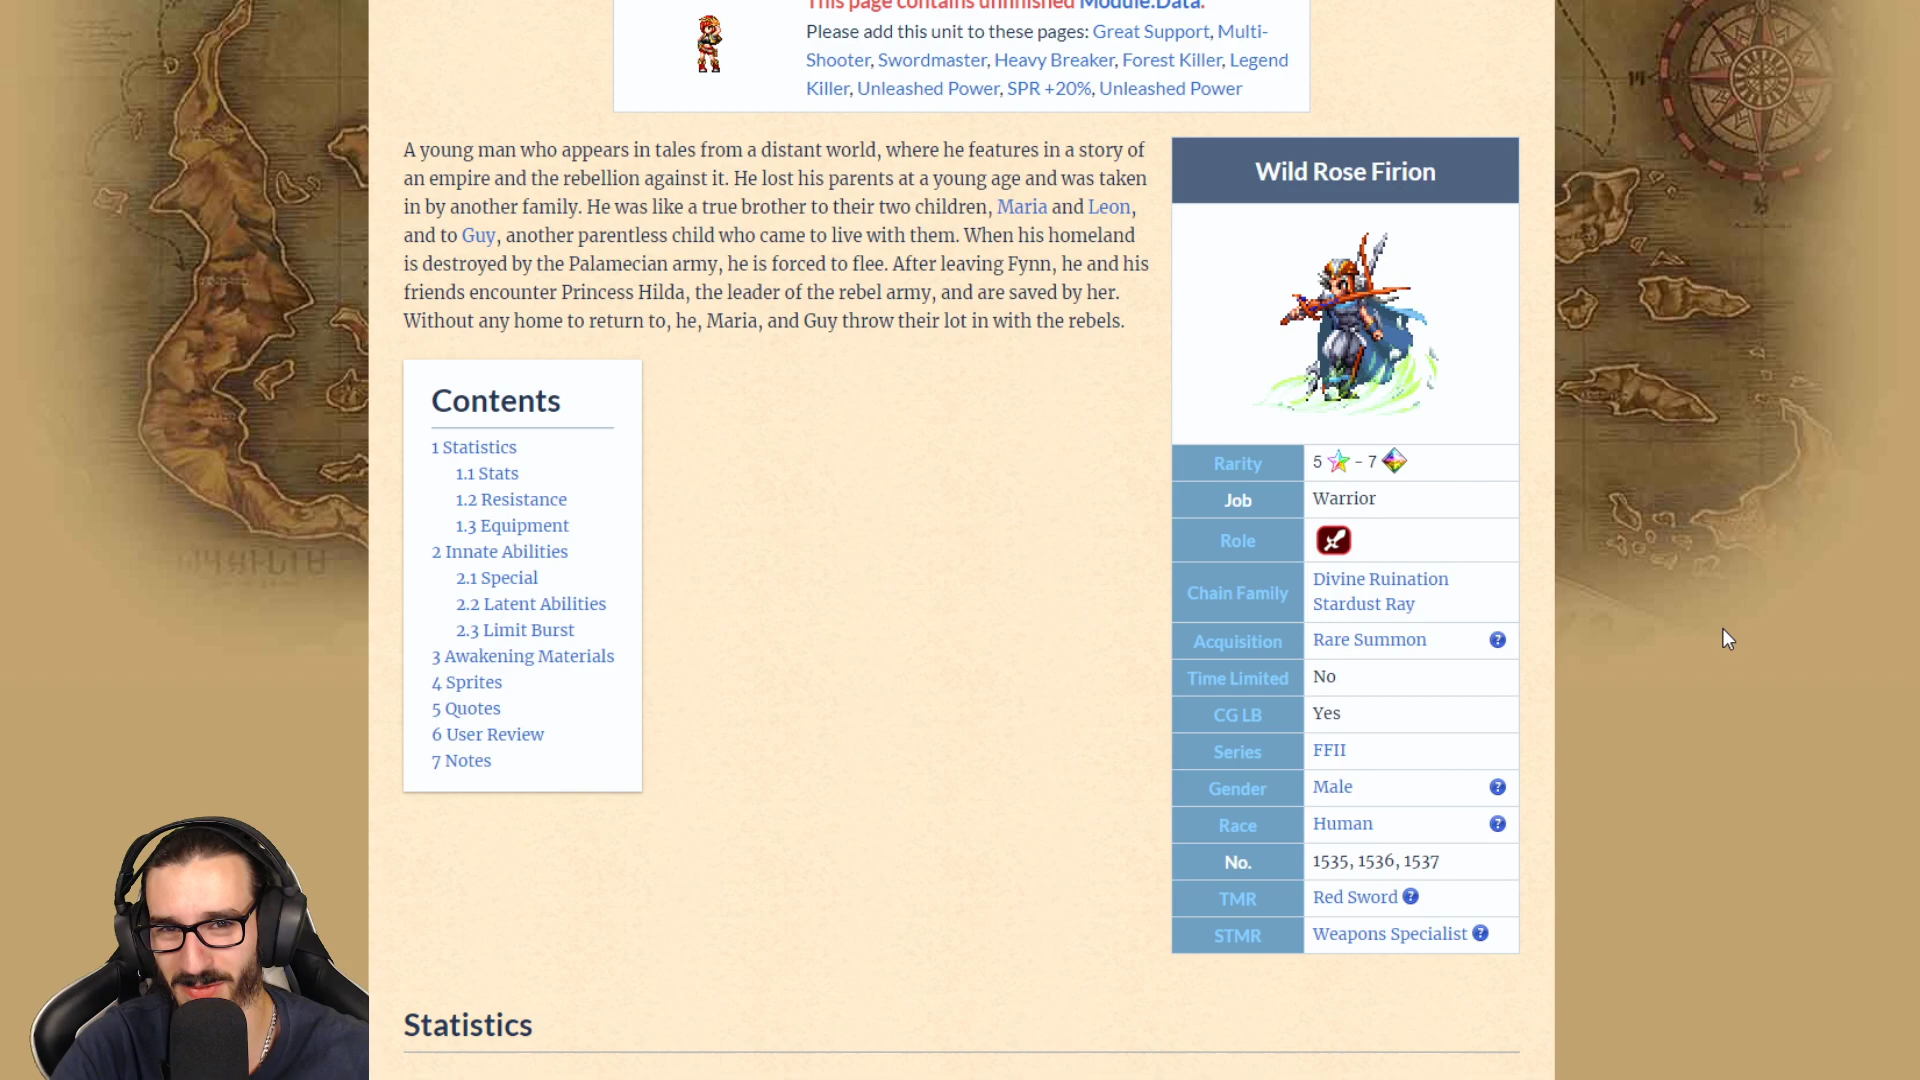 This page contains unfinished Module:Data.
Please add this unit to these pages: Great Support, Multi-
Shooter, Swordmaster, Heavy Breaker, Forest Killer, Legend
Killer, Unleashed Power, SPR +20%, Unleashed Power
A young man who appears in tales from a distant world, where he features in a story of
an empire and the rebellion against it. He lost his parents at a young age and was taken
in by another family. He was like a true brother to their two children, Maria and Leon,
and to Guy, another parentless child who came to live with them. When his homeland
is destroyed by the Palamecian army, he is forced to flee. After leaving Fynn, he and his
friends encounter Princess Hilda, the leader of the rebel army, and are saved by her.
Without any home to return to, he, Maria, and Guy throw their lot in with the rebels.
Contents
1 Statistics
1.1 Stats
1.2 Resistance
1.3 Equipment
2 Innate Abilities
2.1 Special
2.2 Latent Abilities
2.3 Limit Burst
3 Awakening Materials
4 Sprites
5 Quotes
6 User Review
7 Notes
Wild Rose Firion
Rarity 5 - 7
Job Warrior
Role
Chain Family Divine Ruination
Stardust Ray
Acquisition Rare Summon ?
Time Limited No
CG LB Yes
Series FFII
Gender Male ?
Race Human ?
No. 1535, 1536, 1537
TMR Red Sword ?
STMR Weapons Specialist ?
Statistics